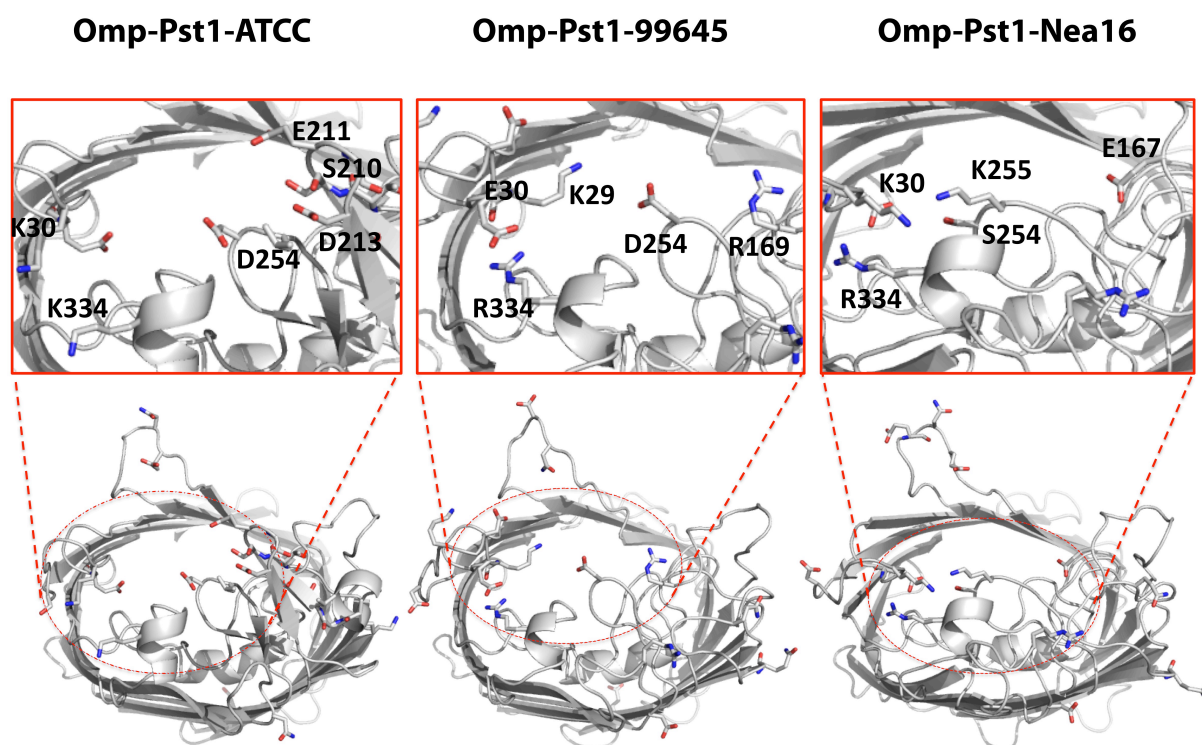 Omp-Pst1-ATCC
Omp-Pst1-99645
Omp-Pst1-Nea16
E211
S210
K30
D213
D254
K334
E30
K29
D254
R169
R334
E167
K255
K30
S254
R334